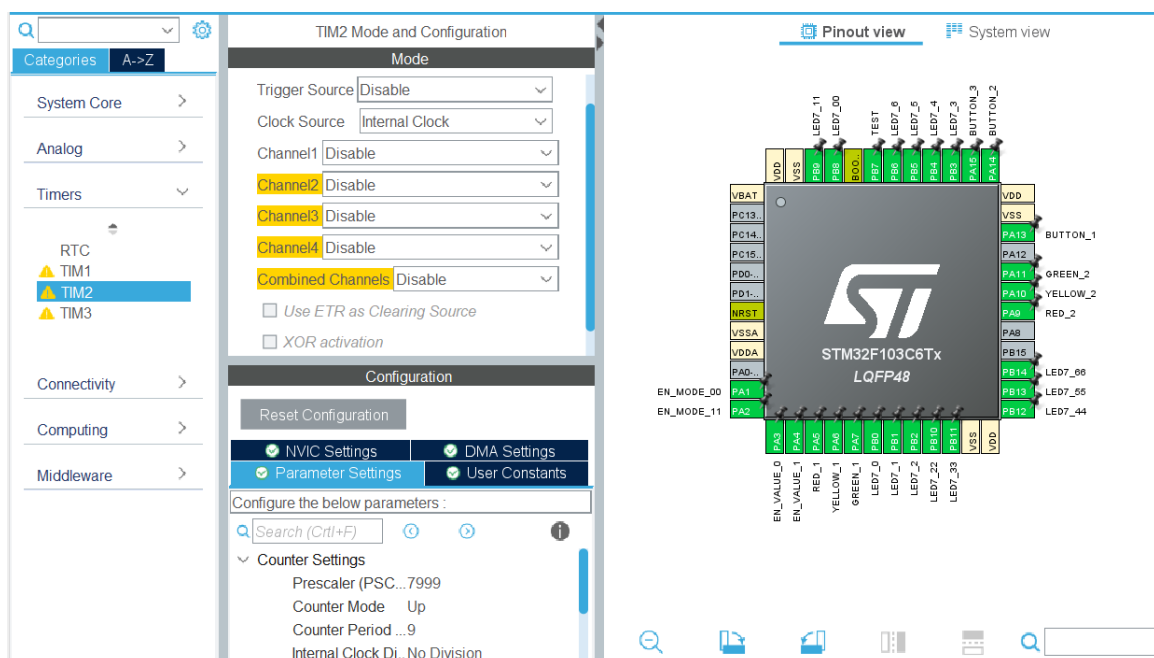 Categories
A->Z
System Core
Analog
Timers
RTC
TIM1
TIM2
TIM3
Connectivity
Computing
Middleware
TIM2 Mode and Configuration
Mode
Trigger Source Disable
Clock Source Internal Clock
Channel1 Disable
Channel2 Disable
Channel3 Disable
Channel4 Disable
Combined Channels Disable
Use ETR as Clearing Source
XOR activation
Configuration
Reset Configuration
NVIC Settings
DMA Settings
Parameter Settings
User Constants
Configure the below parameters :
Search (Crtl+F)
Counter Settings
Prescaler (PSC... 7999
Counter Mode Up
Counter Period ... 9
Internal Clock Di.. No Division
Pinout view
System view
LED7_11
LED7_00
TEST
LED7_6
LED7_5
LED7_4
LED7_3
BUTTON_3
BUTTON_2
VDD
VSS
PB9
PB8
BOO..
PB7
PB6
PB5
PB4
PB3
PA15
PA14
VBAT
PC13..
PC14..
PC15..
PD0-..
PD1-..
NRST
VSSA
VDDA
PA0-..
EN_MODE_00 PA1
EN_MODE_11 PA2
STM32F103C6Tx
LQFP48
VDD
VSS
PA13 BUTTON_1
PA12
PA11 GREEN_2
PA10 YELLOW_2
PA9 RED_2
PA8
PB15
PB14 LED7_66
PB13 LED7_55
PB12 LED7_44
PA3
PA4
PA5
PA6
PA7
PB0
PB1
PB2
PB10
PB11
VSS
VDD
EN_VALUE_0
EN_VALUE_1
RED_1
YELLOW_1
GREEN_1
LED7_0
LED7_1
LED7_2
LED7_22
LED7_33